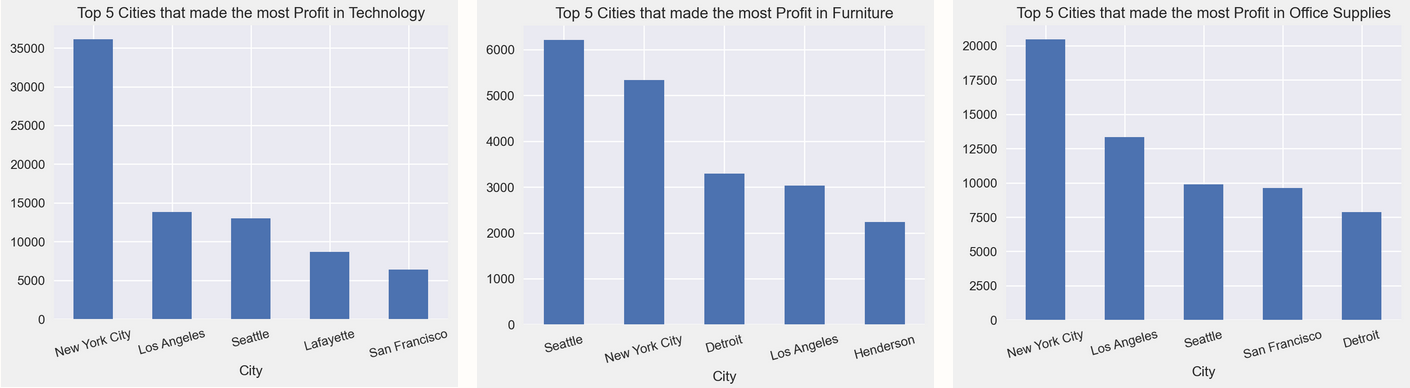 Top 5 Cities that made the most Profit in Technology
35000
30000
25000
20000
15000
10000
5000
0
New York City
Los Angeles
Seattle
Lafayette
San Francisco
City
Top 5 Cities that made the most Profit in Furniture
6000
5000
4000
3000
2000
1000
0
Seattle
New York City
Detroit
Los Angeles
Henderson
City
Top 5 Cities that made the most Profit in Office Supplies
20000
17500
15000
12500
10000
7500
5000
2500
0
New York City
Los Angeles
Seattle
San Francisco
Detroit
City